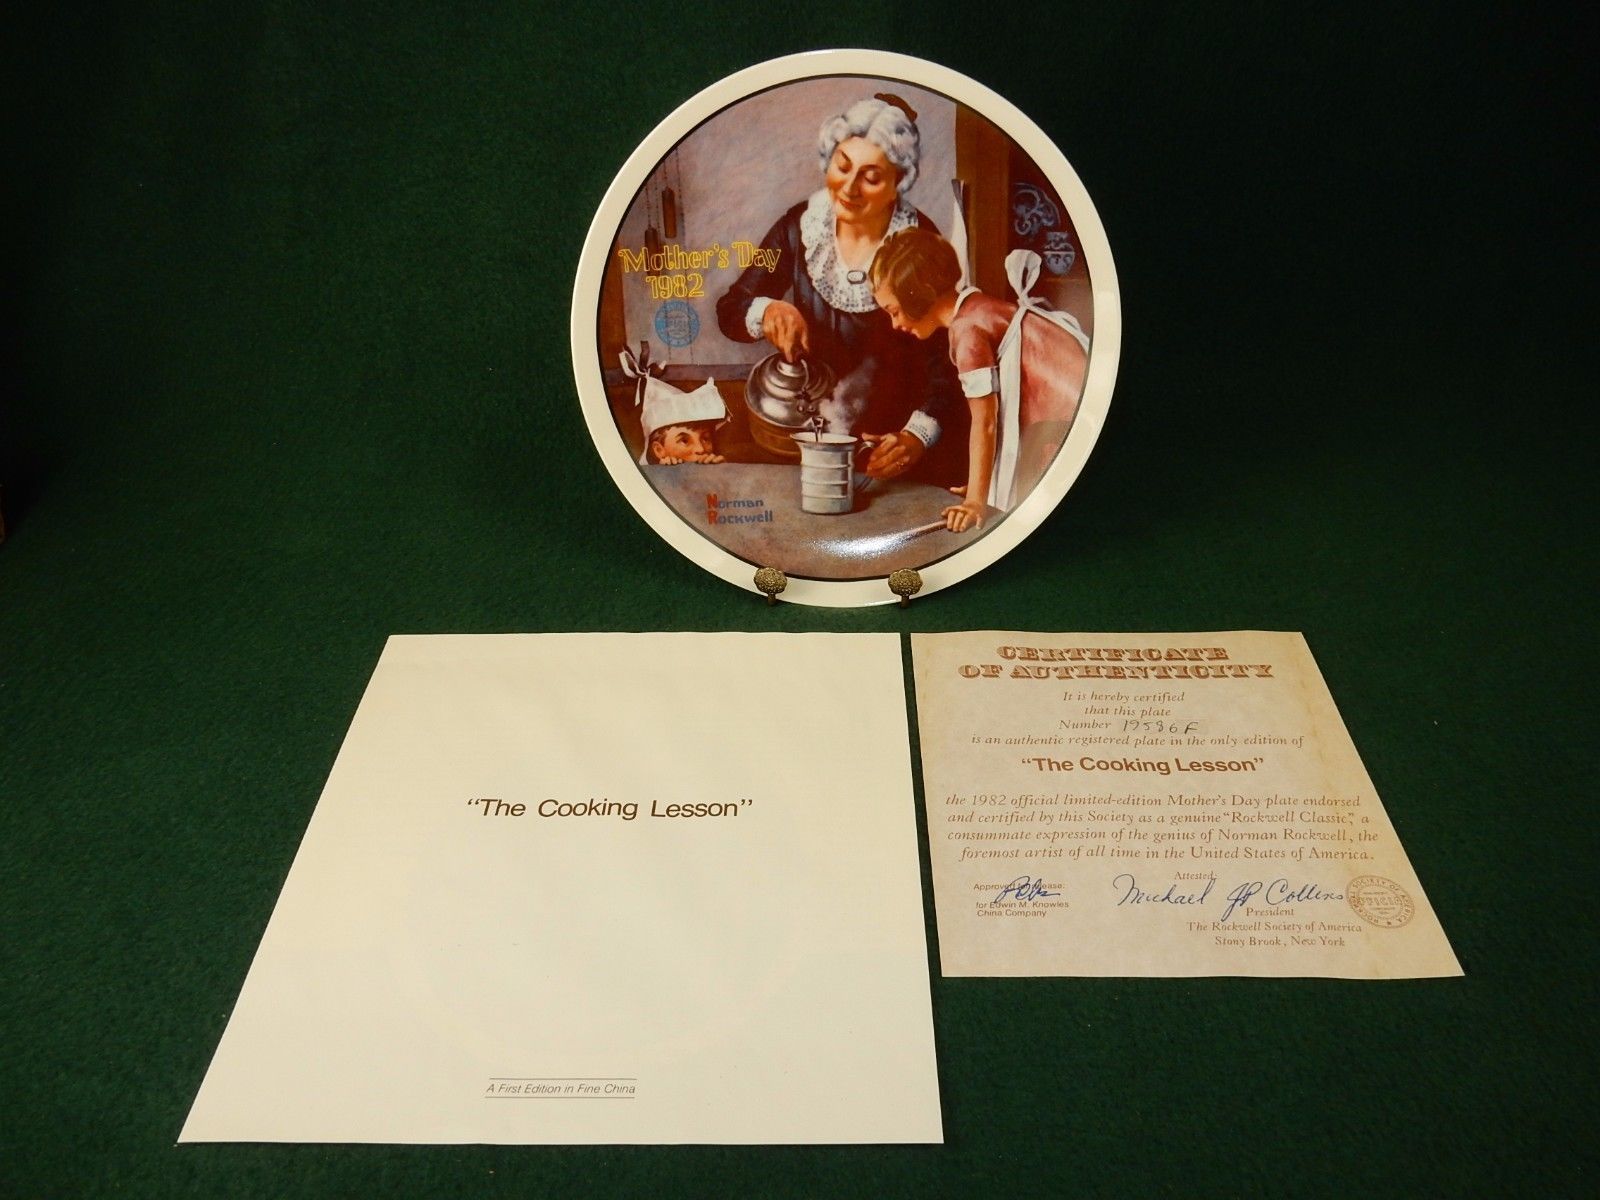 Mother's Day
1982
Norman
Rockwell
"The Cooking Lesson"
A First Edition in Fine China
CERTIFICATE
OF AUTHENTICITY
It is hereby certified
that this plate
Number 19586F
is an authentic registered plate in the only edition of
"The Cooking Lesson"
the 1982 official limited-edition Mother's Day plate endorsed
and certified by this Society as a genuine "Rockwell Classic", a
consummate expression of the genius of Norman Rockwell, the
foremost artist of all time in the United States of America.
Attested:
Approved for release:
for Edwin M. Knowles
China Company
Michael JP Collins
President
The Rockwell Society of America
Stony Brook, New York